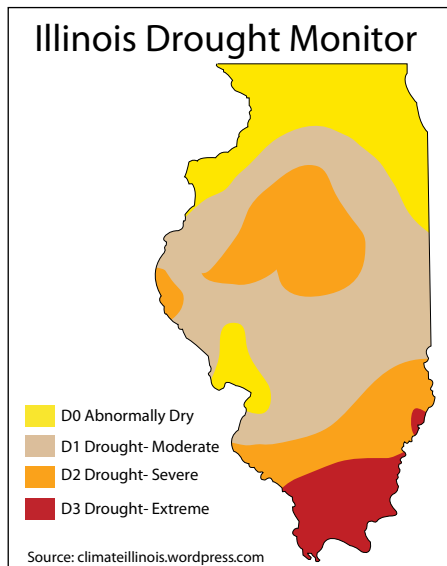 Illinois Drought Monitor
D0 Abnormally Dry
D1 Drought- Moderate
D2 Drought- Severe
D3 Drought- Extreme
Source: climateillinois.wordpress.com